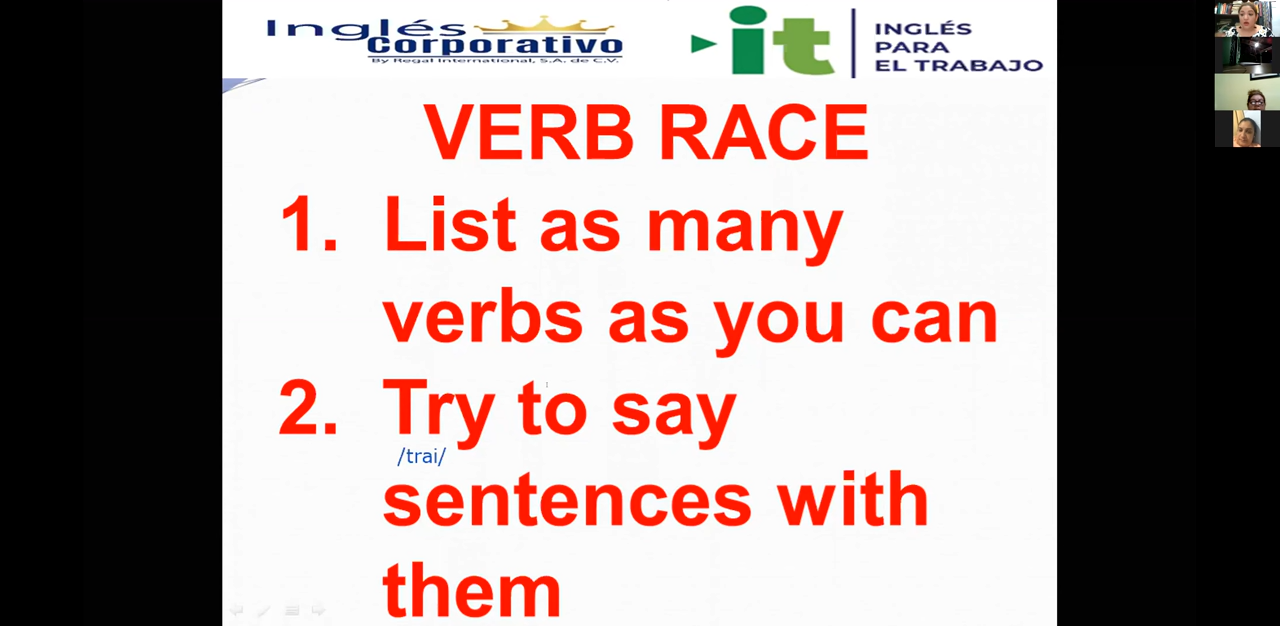 Inglés
Corporativo
By Regal International, S.A. de C.V.
it
INGLÉS
PARA
EL TRABAJO
VERB RACE
1. List as many
verbs as you can
2. Try to say
/trai/
sentences with
them